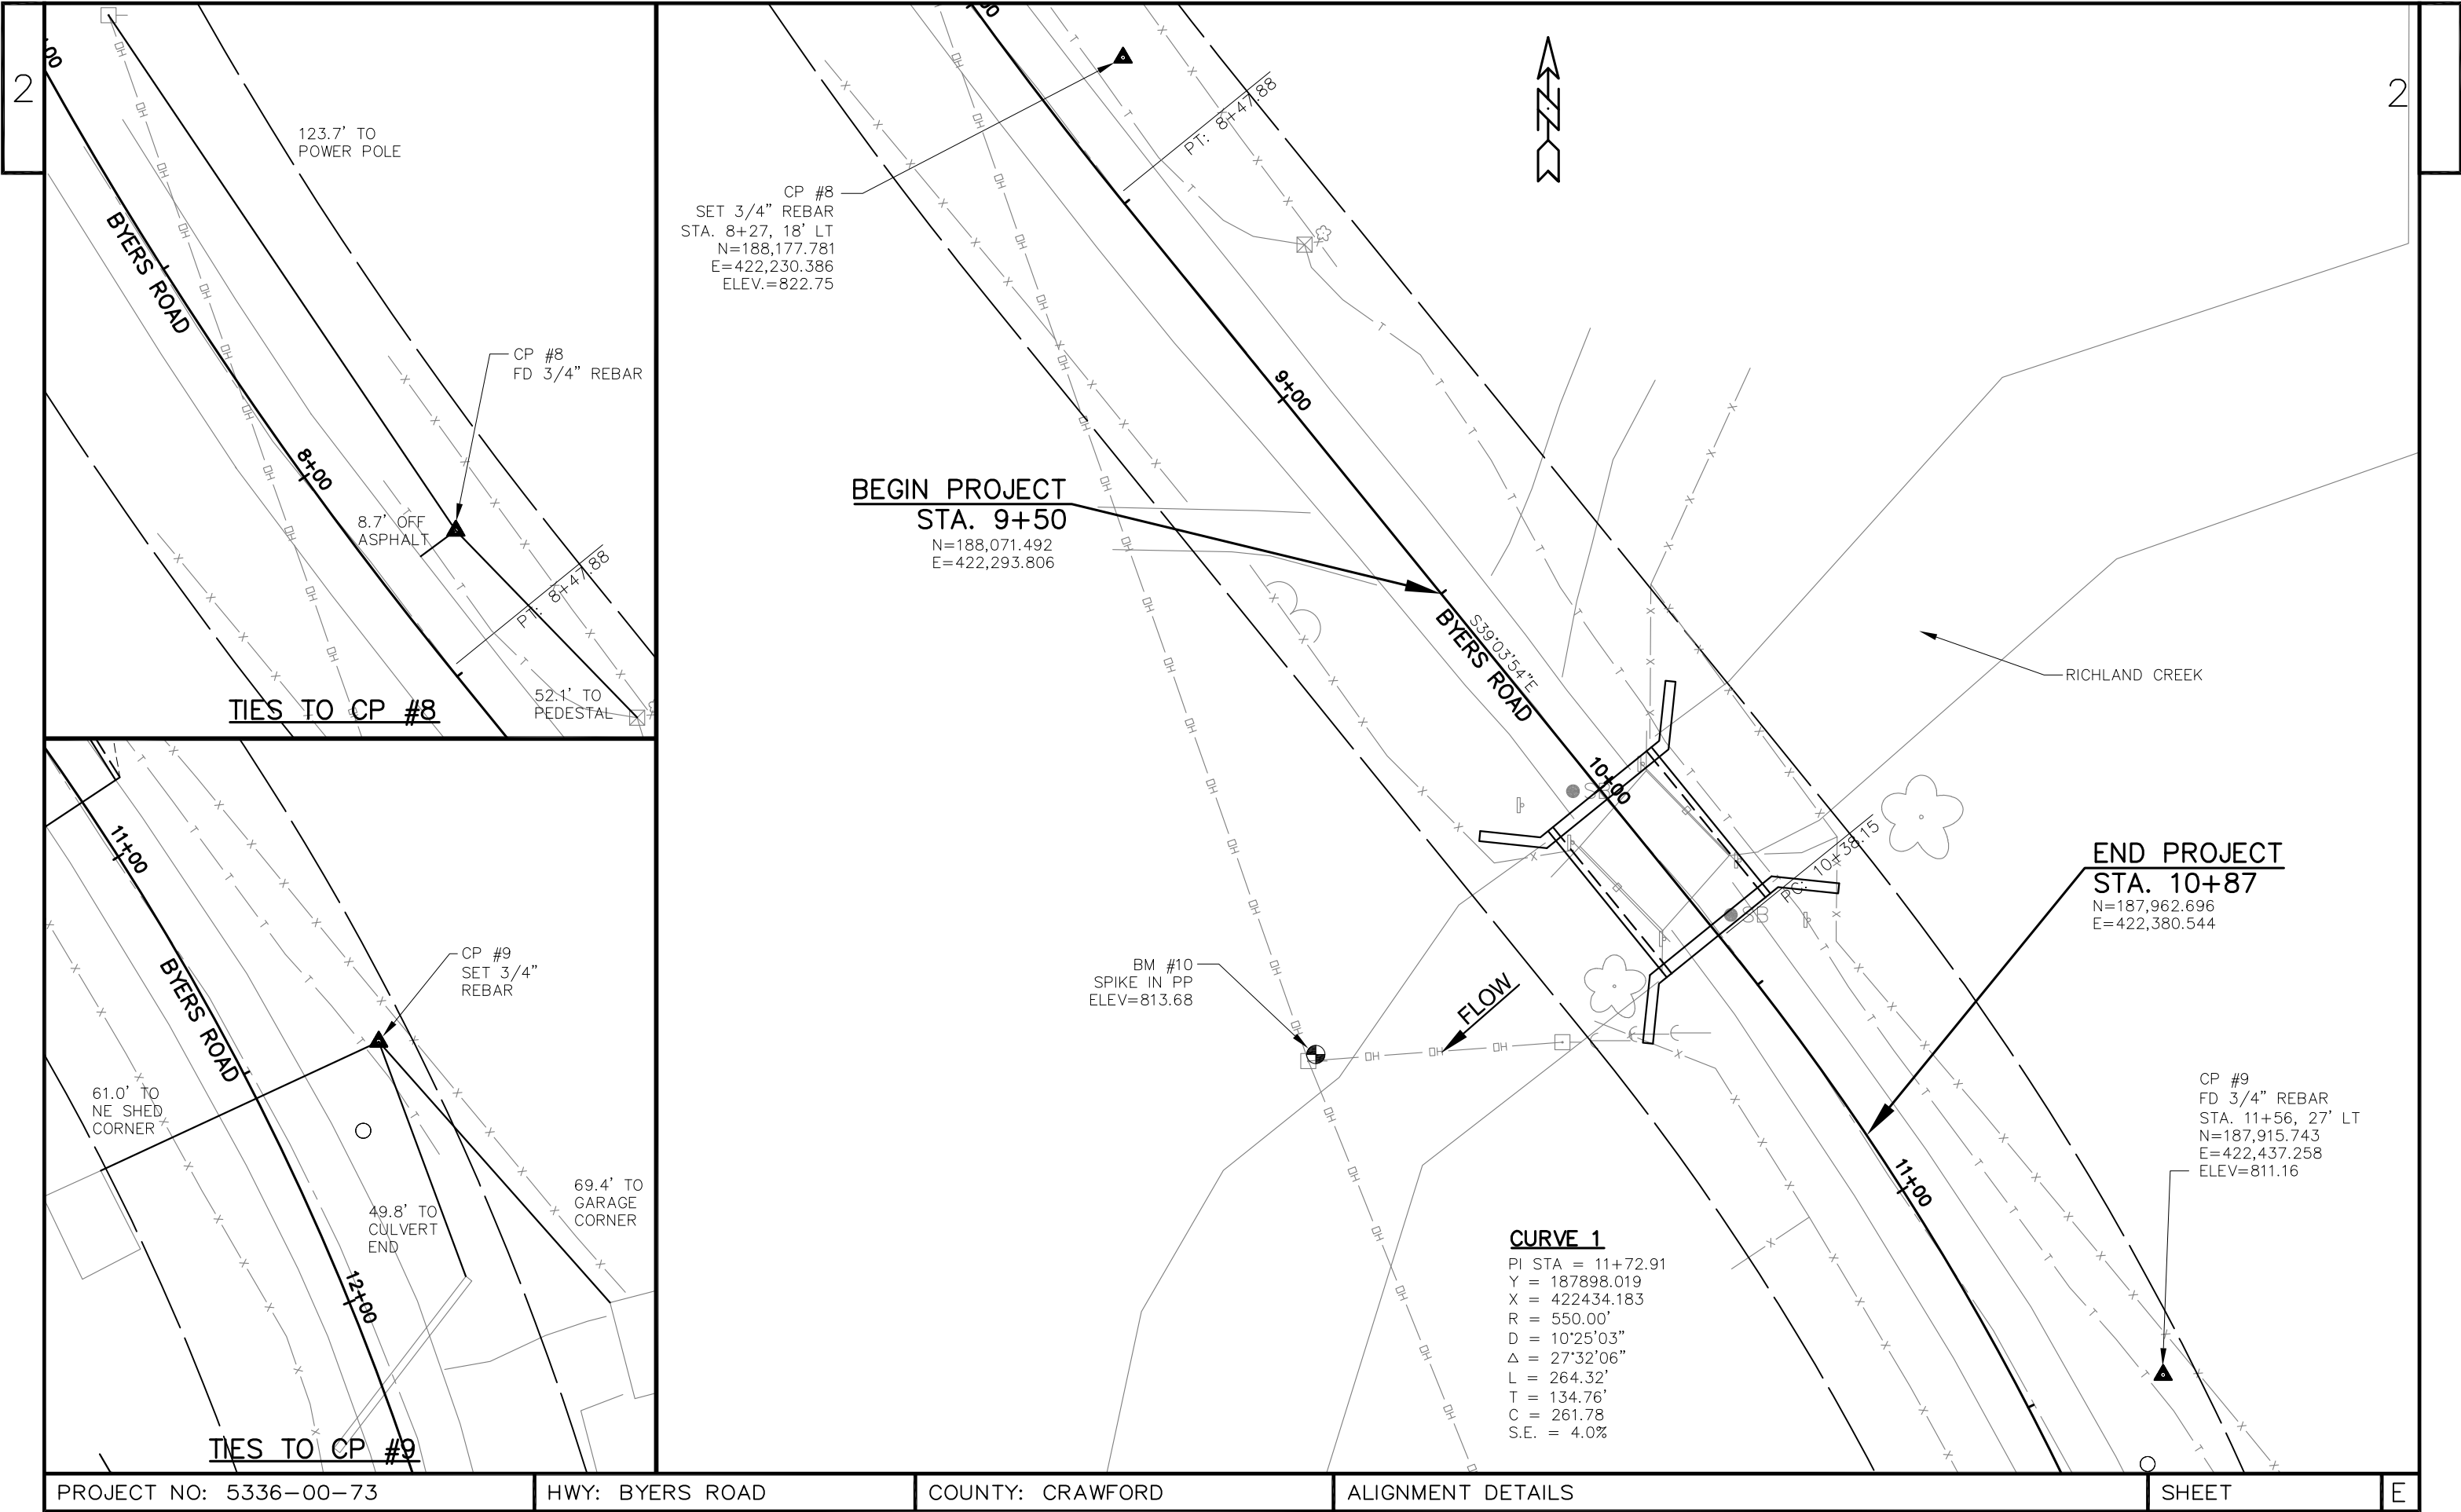 2
2
123.7' TO
POWER POLE
BYERS ROAD
CP #8
FD 3/4" REBAR
8+00
8.7' OFF
ASPHALT
PT: 8+47.88
52.1' TO
PEDESTAL
TIES TO CP #8
11+00
CP #9
SET 3/4"
REBAR
BYERS ROAD
61.0' TO
NE SHED
CORNER
69.4' TO
GARAGE
CORNER
49.8' TO
CULVERT
END
12+00
TIES TO CP #9
CP #8
SET 3/4" REBAR
STA. 8+27, 18' LT
N=188,177.781
E=422,230.386
ELEV.=822.75
PT: 8+47.88
N
9+00
BEGIN PROJECT
STA. 9+50
N=188,071.492
E=422,293.806
S39°03'54"E
BYERS ROAD
RICHLAND CREEK
10+00
SB
PC: 10+38.15
SB
END PROJECT
STA. 10+87
N=187,962.696
E=422,380.544
BM #10
SPIKE IN PP
ELEV=813.68
FLOW
CP #9
FD 3/4" REBAR
STA. 11+56, 27' LT
N=187,915.743
E=422,437.258
ELEV=811.16
11+00
CURVE 1
PI STA = 11+72.91
Y = 187898.019
X = 422434.183
R = 550.00'
D = 10°25'03"
Δ = 27°32'06"
L = 264.32'
T = 134.76'
C = 261.78
S.E. = 4.0%
PROJECT NO: 5336-00-73
HWY: BYERS ROAD
COUNTY: CRAWFORD
ALIGNMENT DETAILS
SHEET
E